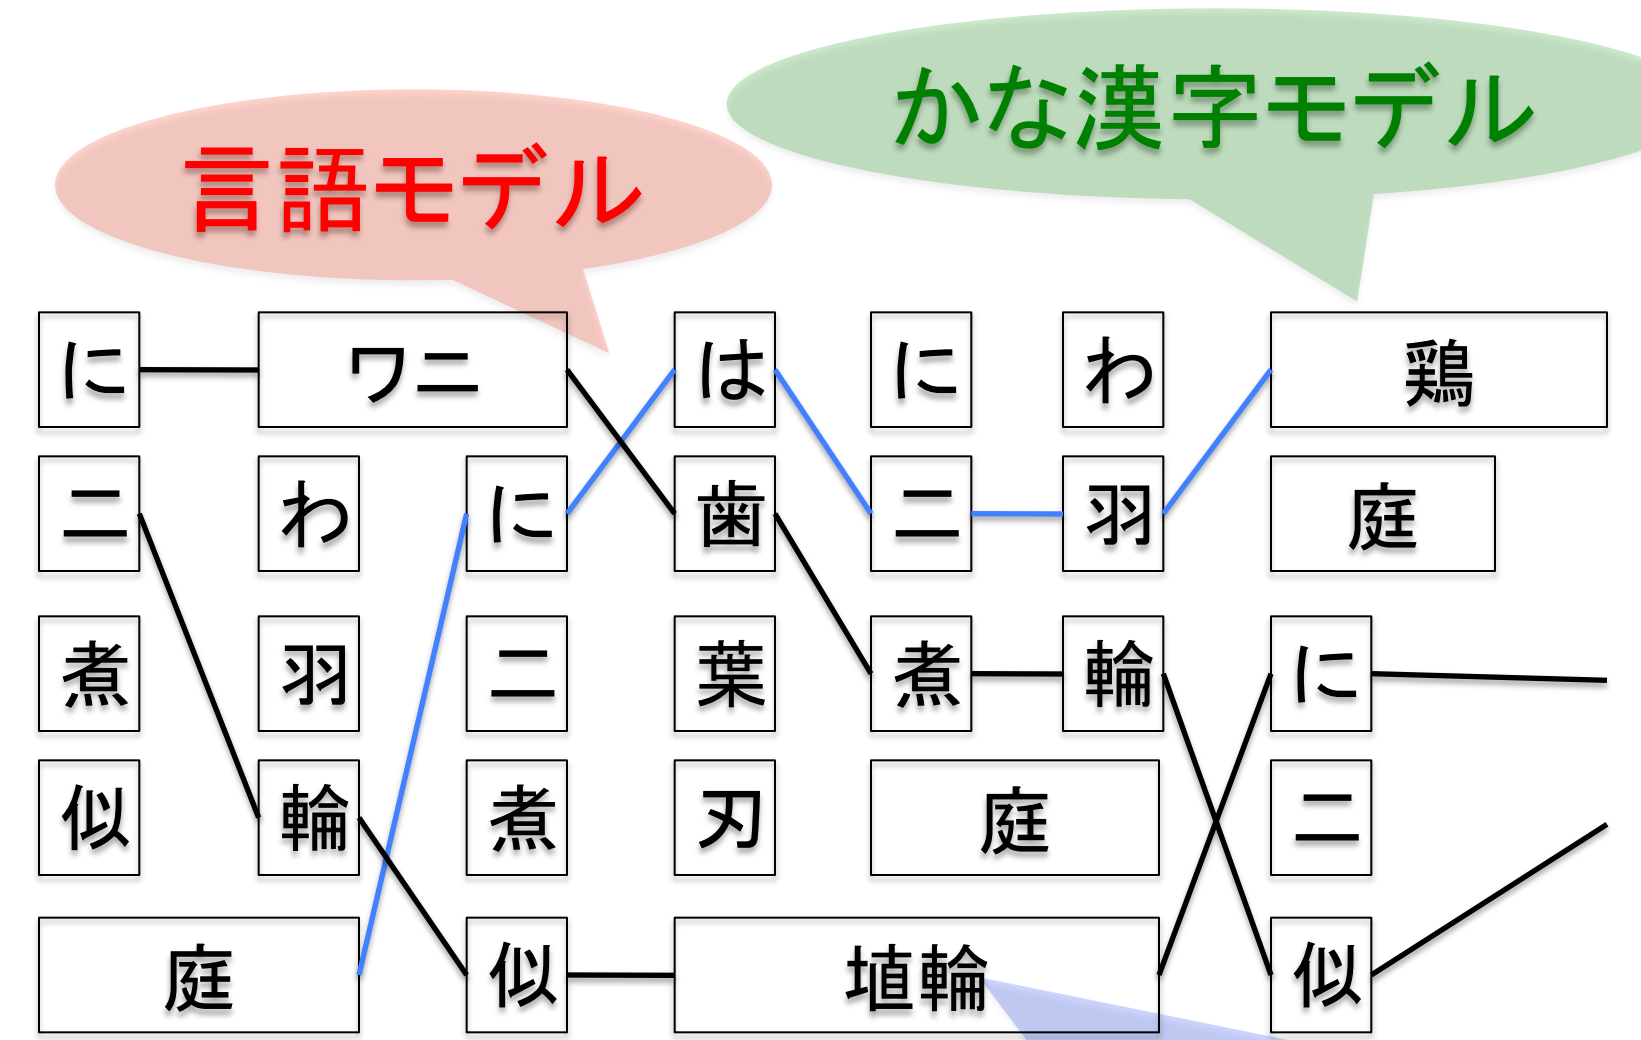 かな漢字モデル
言語モデル
に ワニ は に わ 鶏
二 わ に 歯 二 羽 庭
煮 羽 二 葉 煮 輪 に
似 輪 煮 刃 庭 二
庭 似 埴輪 似